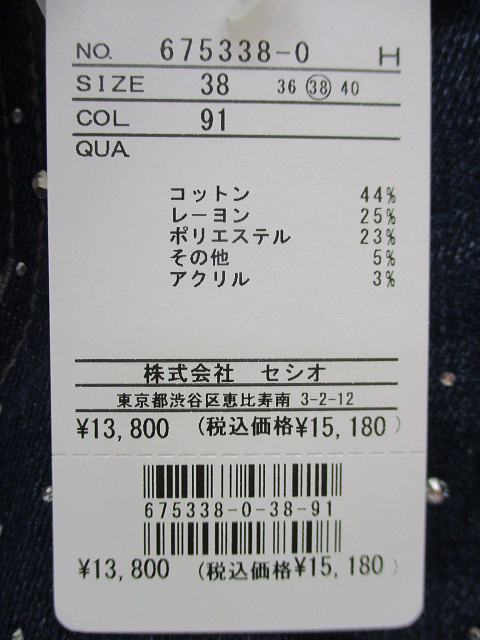 NO. 675338-0 H
SIZE 38 36 38 40
COL 91
QUA
コットン 44%
レーヨン 25%
ポリエステル 23%
その他 5%
アクリル 3%
株式会社 セシオ
東京都渋谷区恵比寿南 3-2-12
¥13,800 (税込価格¥15,180)
675338-0-38-91
¥13,800 (税込価格¥15,180)